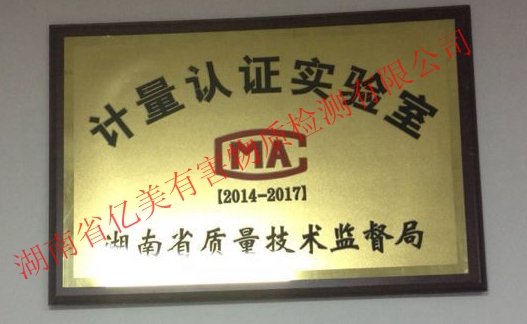 计量认证实验室
CMA
【2014-2017】
湖南省质量技术监督局
湖南省亿美有害物质检测有限公司